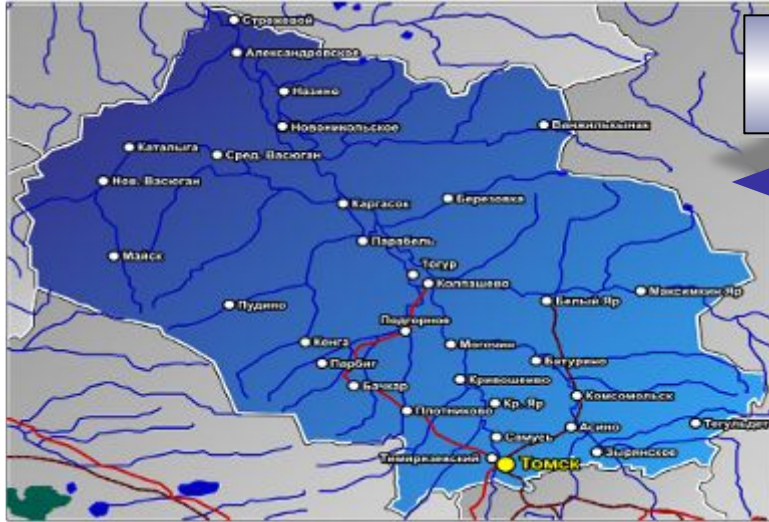 Стрежевой
Александровское
Назино
Новоникольское
Ванжилькынак
Каталыга
Сред. Васюган
Нов. Васюган
Каргасок
Березовка
Парабель
Майск
Тогур
Колпашево
Белый Яр
Максимкин Яр
Пудино
Подгорное
Кенга
Могочин
Парбиг
Батурино
Бачкар
Кривошеино
Комсомольск
Плотниково
Кр. Яр
Асино
Тегульдет
Самусь
Тимирязевский
Зырянское
Томск